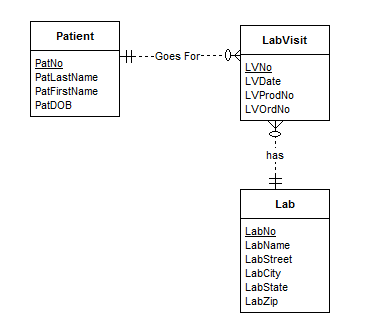 Patient
PatNo
PatLastName
PatFirstName
PatDOB
Goes For
LabVisit
LVNo
LVDate
LVProdNo
LVOrdNo
has
Lab
LabNo
LabName
LabStreet
LabCity
LabState
LabZip